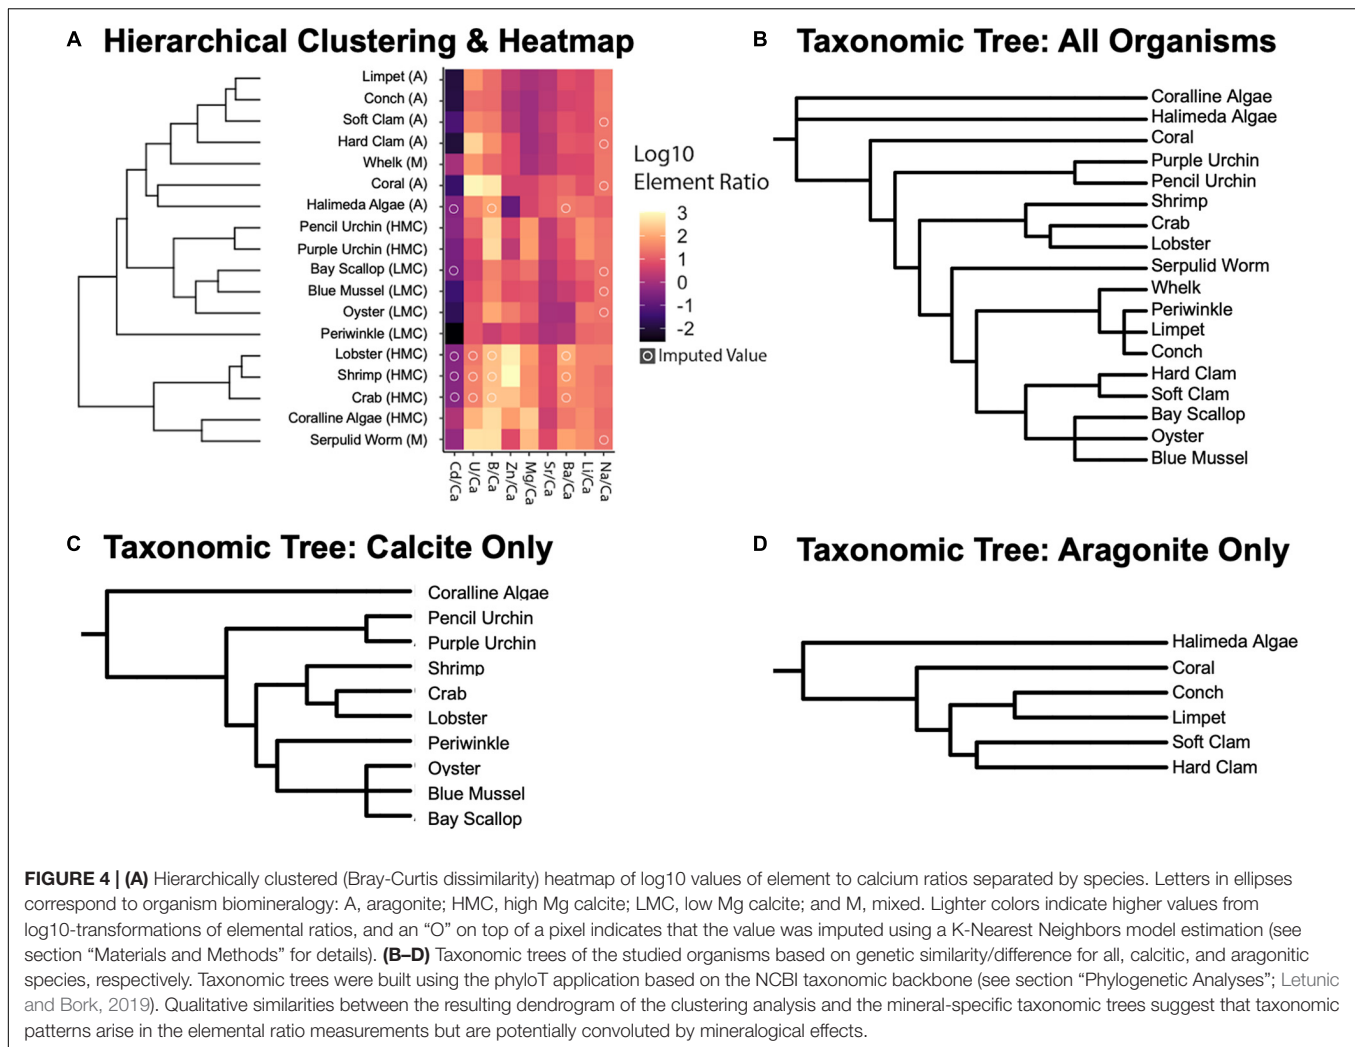 A Hierarchical Clustering & Heatmap
Limpet (A)
Conch (A)
Soft Clam (A)
Hard Clam (A)
Whelk (M)
Coral (A)
Halimeda Algae (A)
Pencil Urchin (HMC)
Purple Urchin (HMC)
Bay Scallop (LMC)
Blue Mussel (LMC)
Oyster (LMC)
Periwinkle (LMC)
Lobster (HMC)
Shrimp (HMC)
Crab (HMC)
Coralline Algae (HMC)
Serpulid Worm (M)
Cd/Ca
U/Ca
B/Ca
Zn/Ca
Mg/Ca
Sr/Ca
Ba/Ca
Li/Ca
Na/Ca
Log10
Element Ratio
3
2
1
0
-1
-2
Imputed Value
B Taxonomic Tree: All Organisms
Coralline Algae
Halimeda Algae
Coral
Purple Urchin
Pencil Urchin
Shrimp
Crab
Lobster
Serpulid Worm
Whelk
Periwinkle
Limpet
Conch
Hard Clam
Soft Clam
Bay Scallop
Oyster
Blue Mussel
C Taxonomic Tree: Calcite Only
Coralline Algae
Pencil Urchin
Purple Urchin
Shrimp
Crab
Lobster
Periwinkle
Oyster
Blue Mussel
Bay Scallop
D Taxonomic Tree: Aragonite Only
Halimeda Algae
Coral
Conch
Limpet
Soft Clam
Hard Clam
FIGURE 4 | (A) Hierarchically clustered (Bray-Curtis dissimilarity) heatmap of log10 values of element to calcium ratios separated by species. Letters in ellipses
correspond to organism biomineralogy: A, aragonite; HMC, high Mg calcite; LMC, low Mg calcite; and M, mixed. Lighter colors indicate higher values from
log10-transformations of elemental ratios, and an “O” on top of a pixel indicates that the value was imputed using a K-Nearest Neighbors model estimation (see
section “Materials and Methods” for details). (B–D) Taxonomic trees of the studied organisms based on genetic similarity/difference for all, calcitic, and aragonitic
species, respectively. Taxonomic trees were built using the phyloT application based on the NCBI taxonomic backbone (see section “Phylogenetic Analyses”; Letunic
and Bork, 2019). Qualitative similarities between the resulting dendrogram of the clustering analysis and the mineral-specific taxonomic trees suggest that taxonomic
patterns arise in the elemental ratio measurements but are potentially convoluted by mineralogical effects.